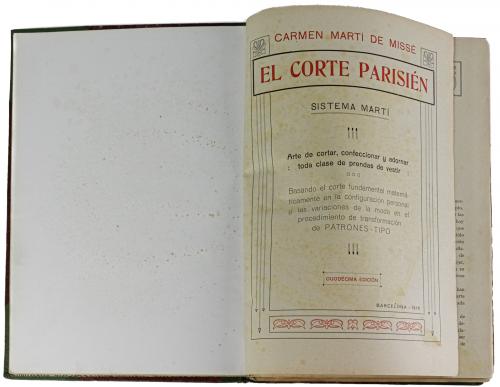 CARMEN MARTÍ DE MISSÉ
EL CORTE PARISIÉN
SISTEMA MARTÍ
Arte de cortar, confeccionar y adornar
: toda clase de prendas de vestir :
Basando el corte fundamental matemá-
ticamente en la configuración personal
y las variaciones de la moda en el
procedimiento de transformación
de PATRONES-TIPO
DUODÉCIMA EDICIÓN
BARCELONA